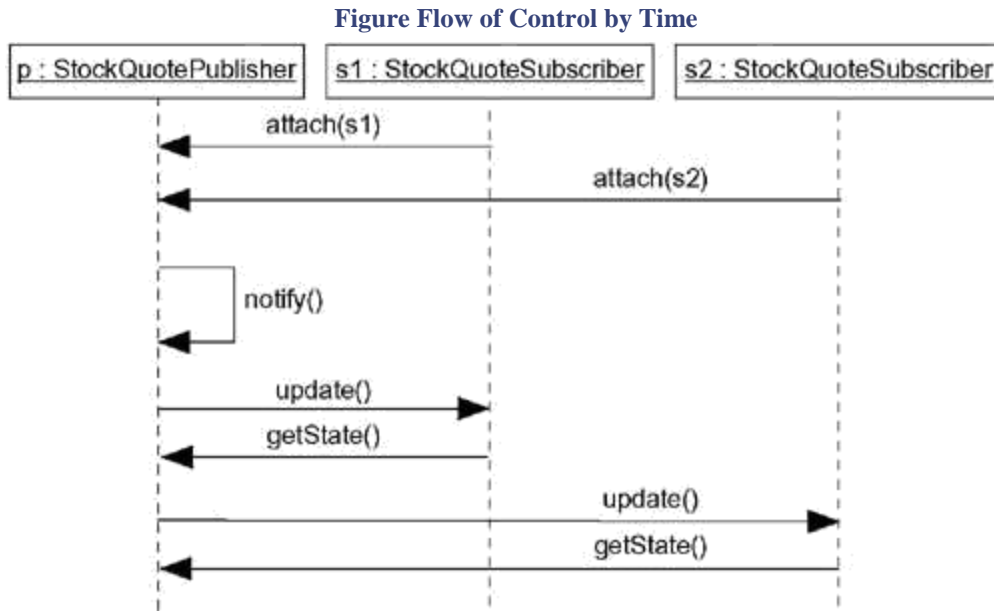 Figure Flow of Control by Time
p : StockQuotePublisher
s1 : StockQuoteSubscriber
s2 : StockQuoteSubscriber
attach(s1)
attach(s2)
notify()
update()
getState()
update()
getState()